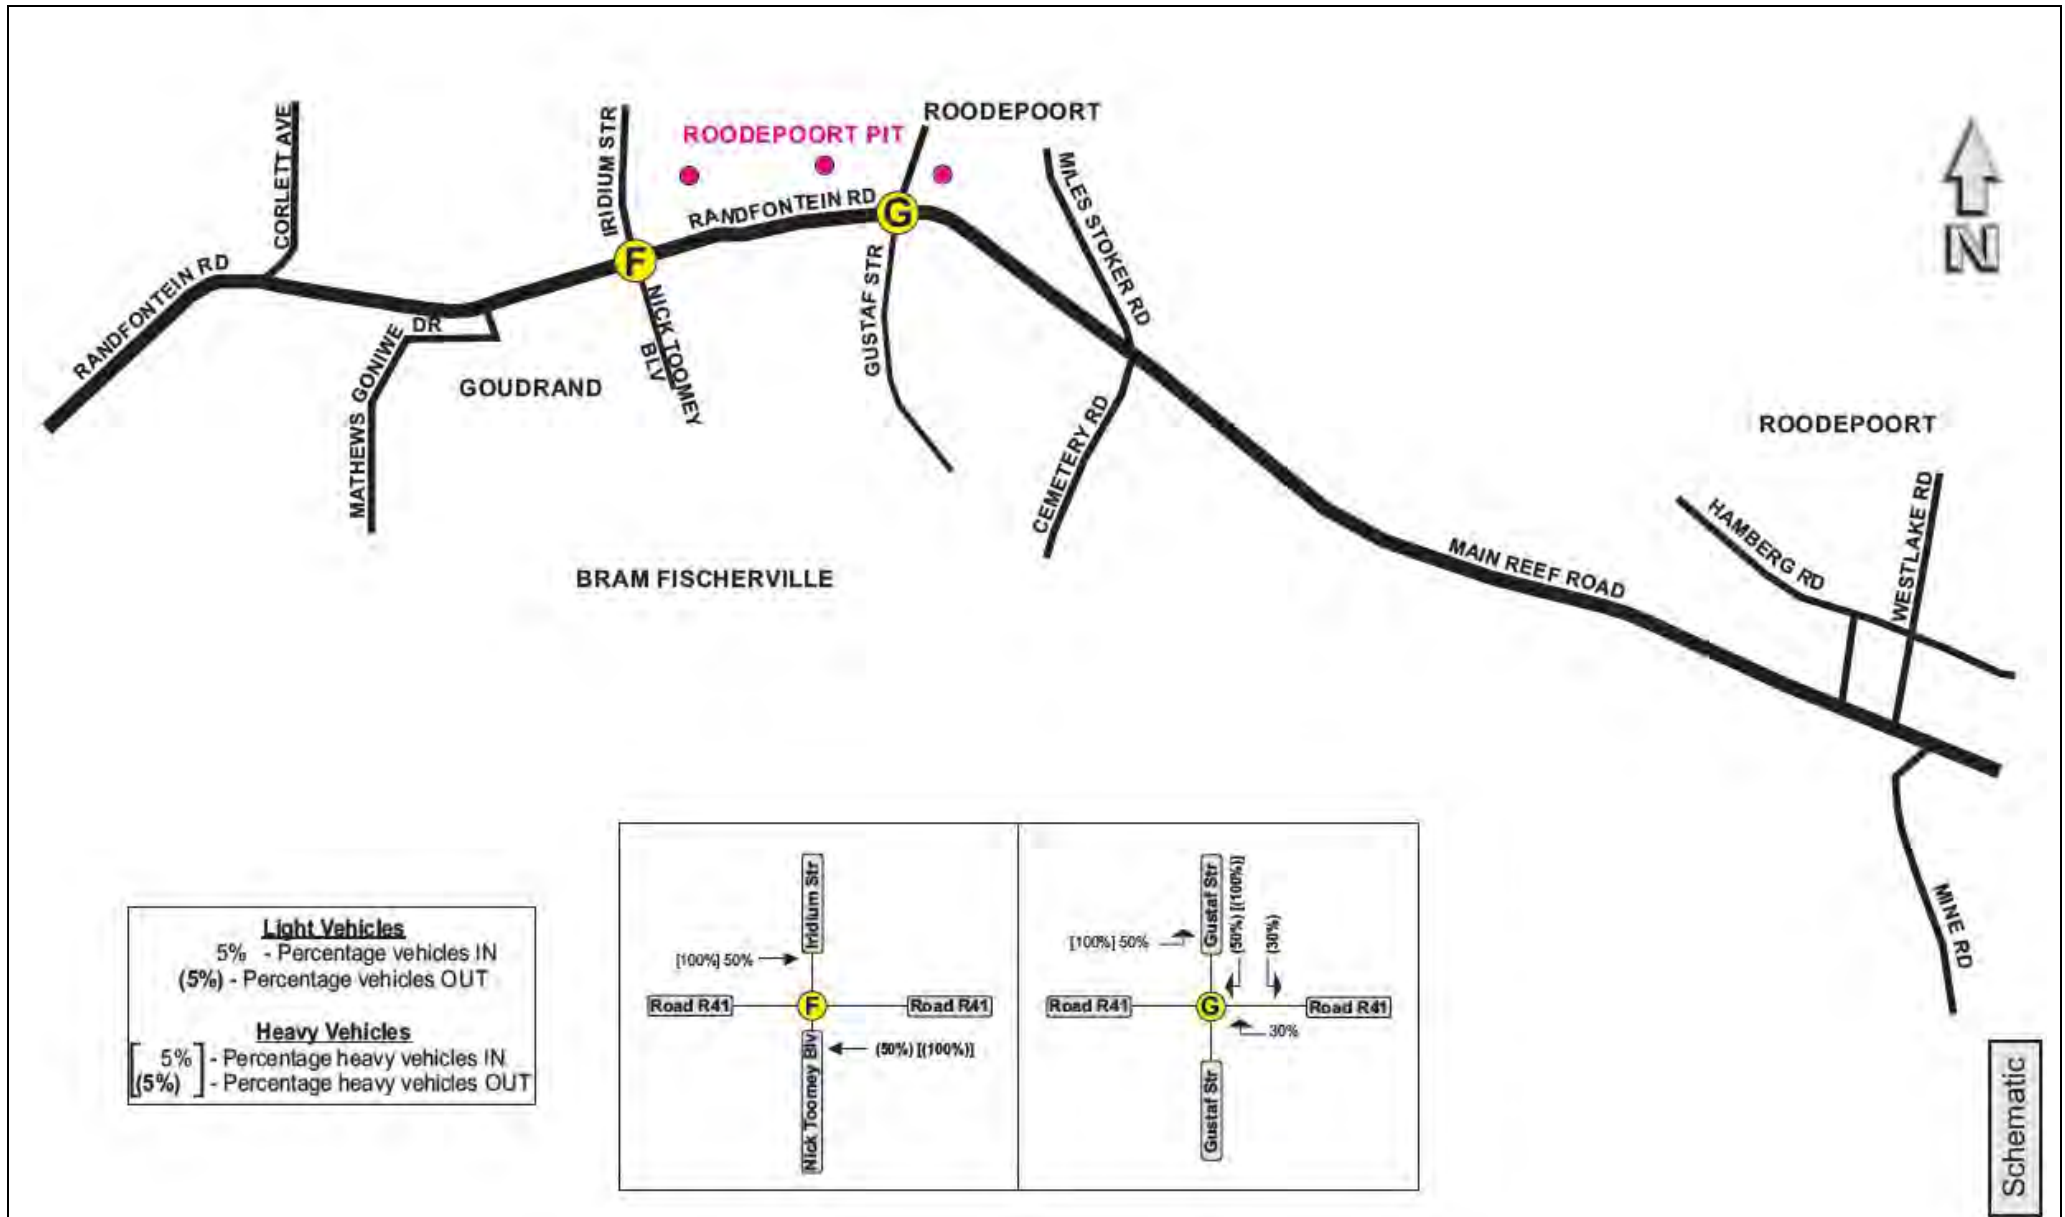 ROODEPOORT
CORLETT AVE
IRIDIUM STR
ROODEPOORT PIT
RANDFONTEIN RD
G
MILES STOKER RD
N
RANDFONTEIN RD
F
GUSTAF STR
NICK TOOMEY
BLV
MATHEWS GONIWE DR
GOUDRAND
CEMETERY RD
ROODEPOORT
BRAM FISCHERVILLE
MAIN REEF ROAD
HAMBERG RD
WESTLAKE RD
MINE RD
Light Vehicles
5% - Percentage vehicles IN
(5%) - Percentage vehicles OUT
Heavy Vehicles
[5%] - Percentage heavy vehicles IN
[(5%)] - Percentage heavy vehicles OUT
Iridium Str
[100%] 50%
Road R41
F
Road R41
Nick Toomey Blv
(50%) [(100%)]
Gustaf Str
(50%) [(100%)]
(30%)
[100%] 50%
Road R41
G
Road R41
30%
Gustaf Str
Schematic